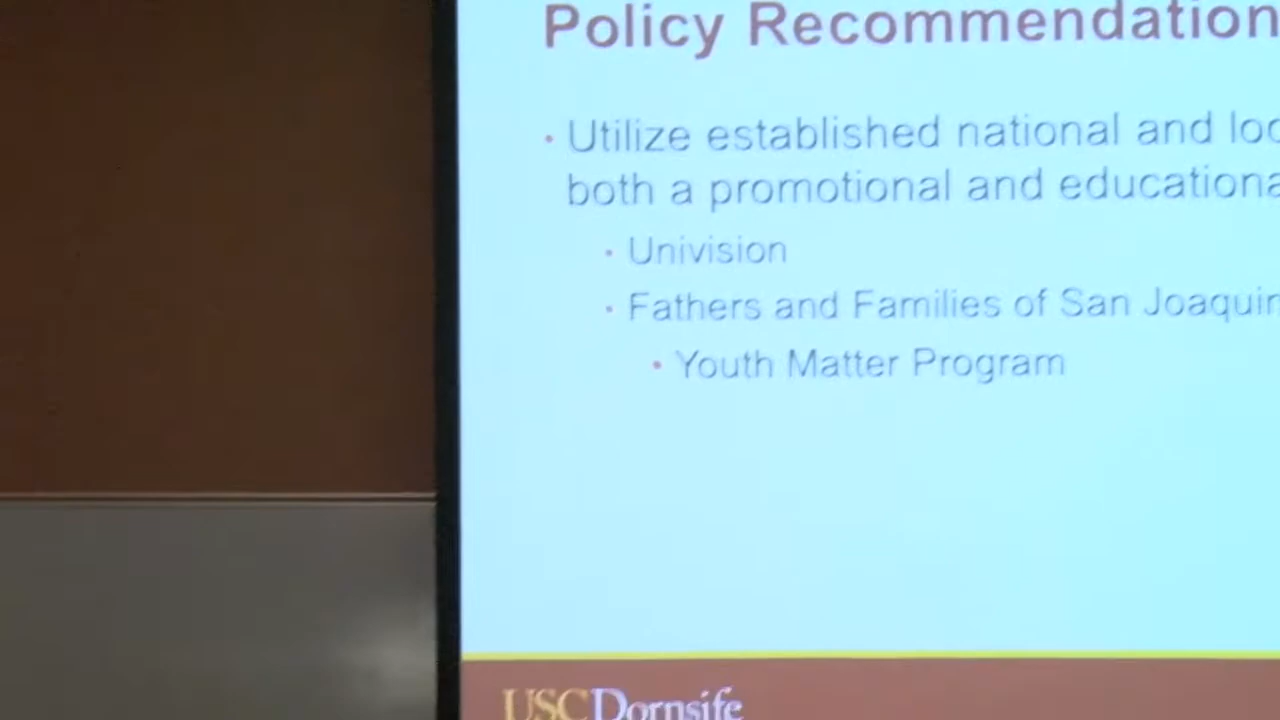 Policy Recommendation
• Utilize established national and loc
both a promotional and educationa
• Univision
• Fathers and Families of San Joaquin
• Youth Matter Program
USC Dornsife